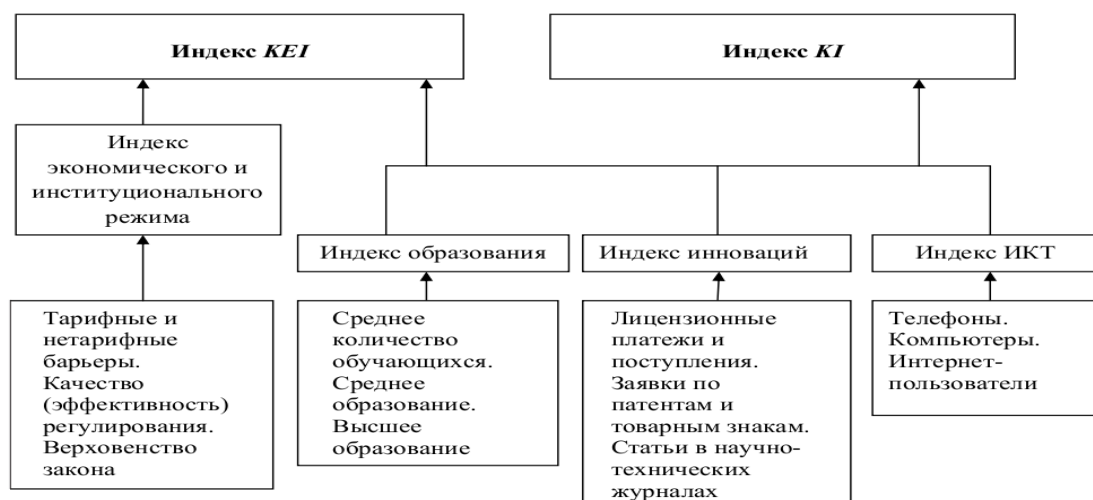 Индекс KEI
Индекс KI
Индекс
экономического и
институционального
режима
Индекс образования
Индекс инноваций
Индекс ИКТ
Тарифные и
нетарифные
барьеры.
Качество
(эффективность)
регулирования.
Верховенство
закона
Среднее
количество
обучающихся.
Среднее
образование.
Высшее
образование
Лицензионные
платежи и
поступления.
Заявки по
патентам и
товарным знакам.
Статьи в научно-
технических
журналах
Телефоны.
Компьютеры.
Интернет-
пользователи